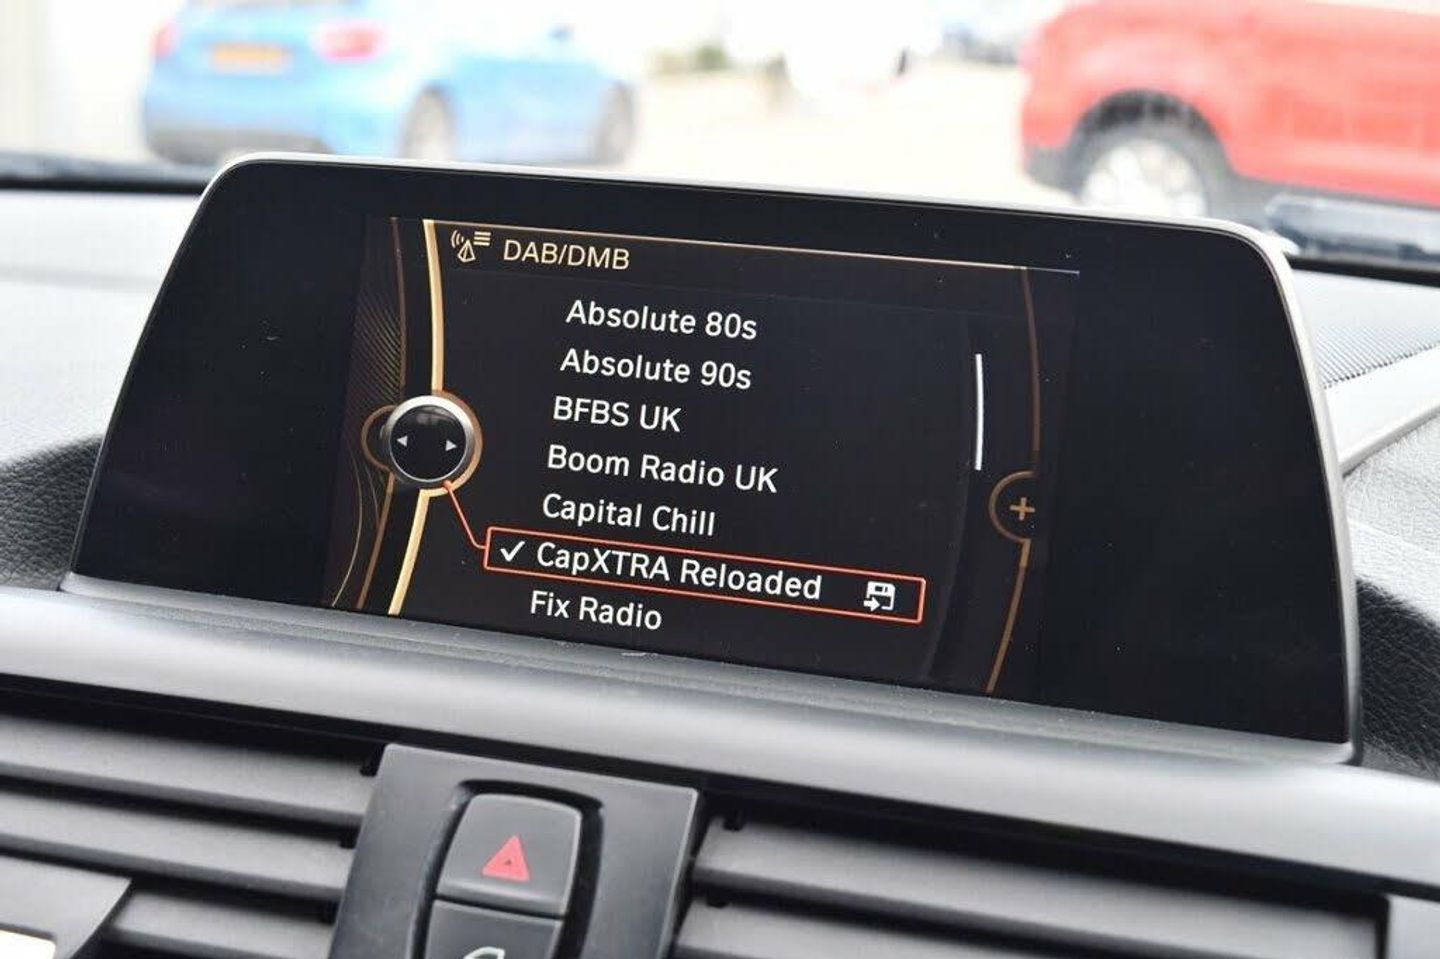 DAB/DMB
Absolute 80s
Absolute 90s
BFBS UK
Boom Radio UK
Capital Chill
✓ CapXTRA Reloaded
Fix Radio